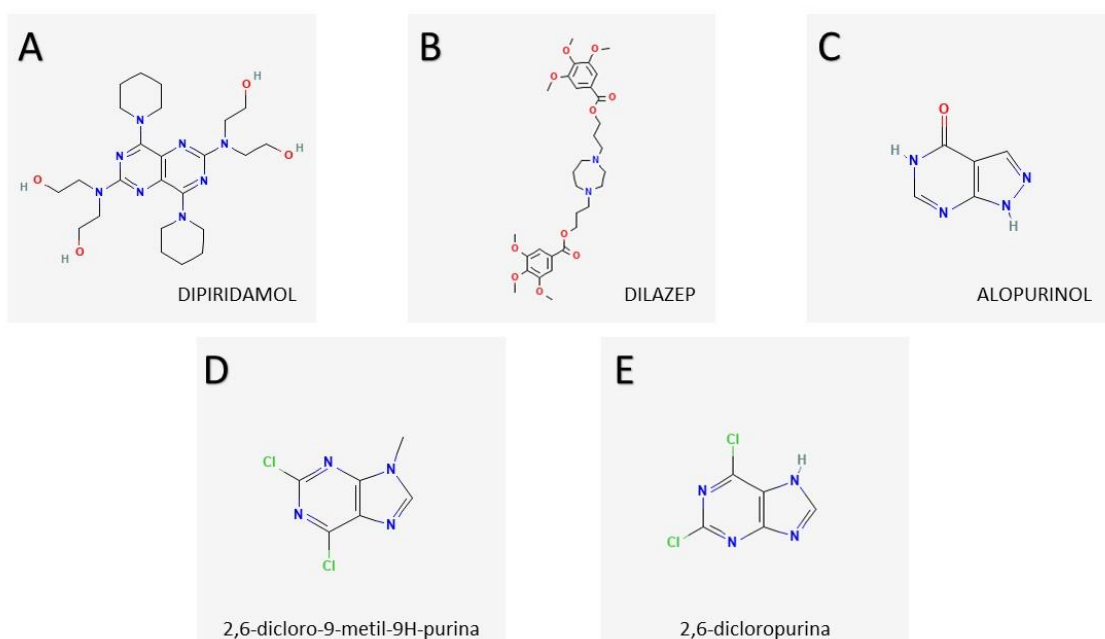 A
DIPIRIDAMOL
B
DILAZEP
C
ALOPURINOL
D
2,6-dicloro-9-metil-9H-purina
E
2,6-dicloropurina